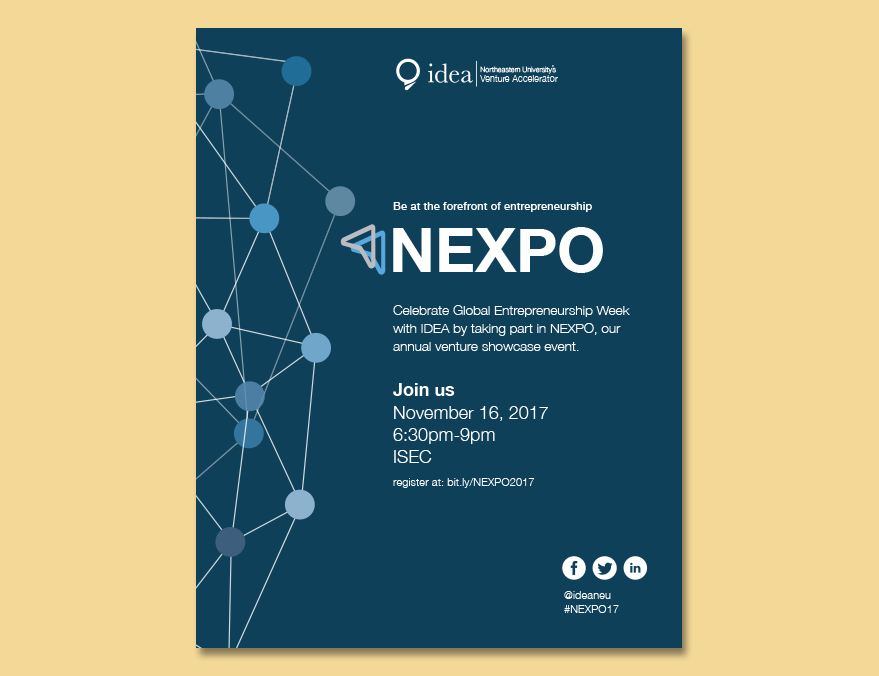 idea
Northeastern University's
Venture Accelerator
Be at the forefront of entrepreneurship
NEXPO
Celebrate Global Entrepreneurship Week
with IDEA by taking part in NEXPO, our
annual venture showcase event.
Join us
November 16, 2017
6:30pm-9pm
ISEC
register at: bit.ly/NEXPO2017
f
in
@ideaneu
#NEXPO17